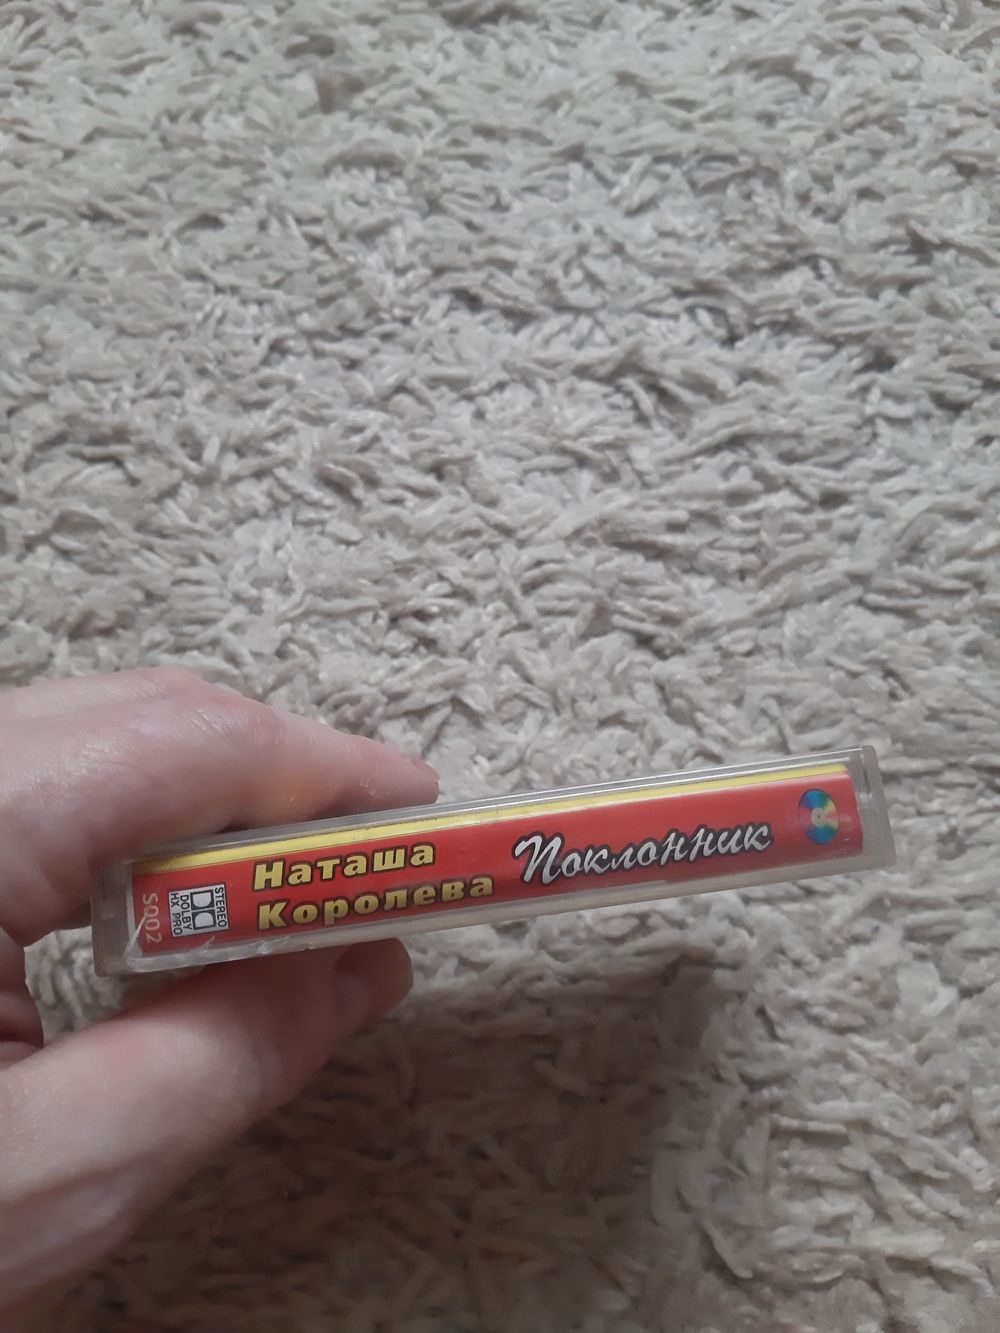 S002
STEREO
DOLBY
HX PRO
Наташа
Королева
Поклонник
R